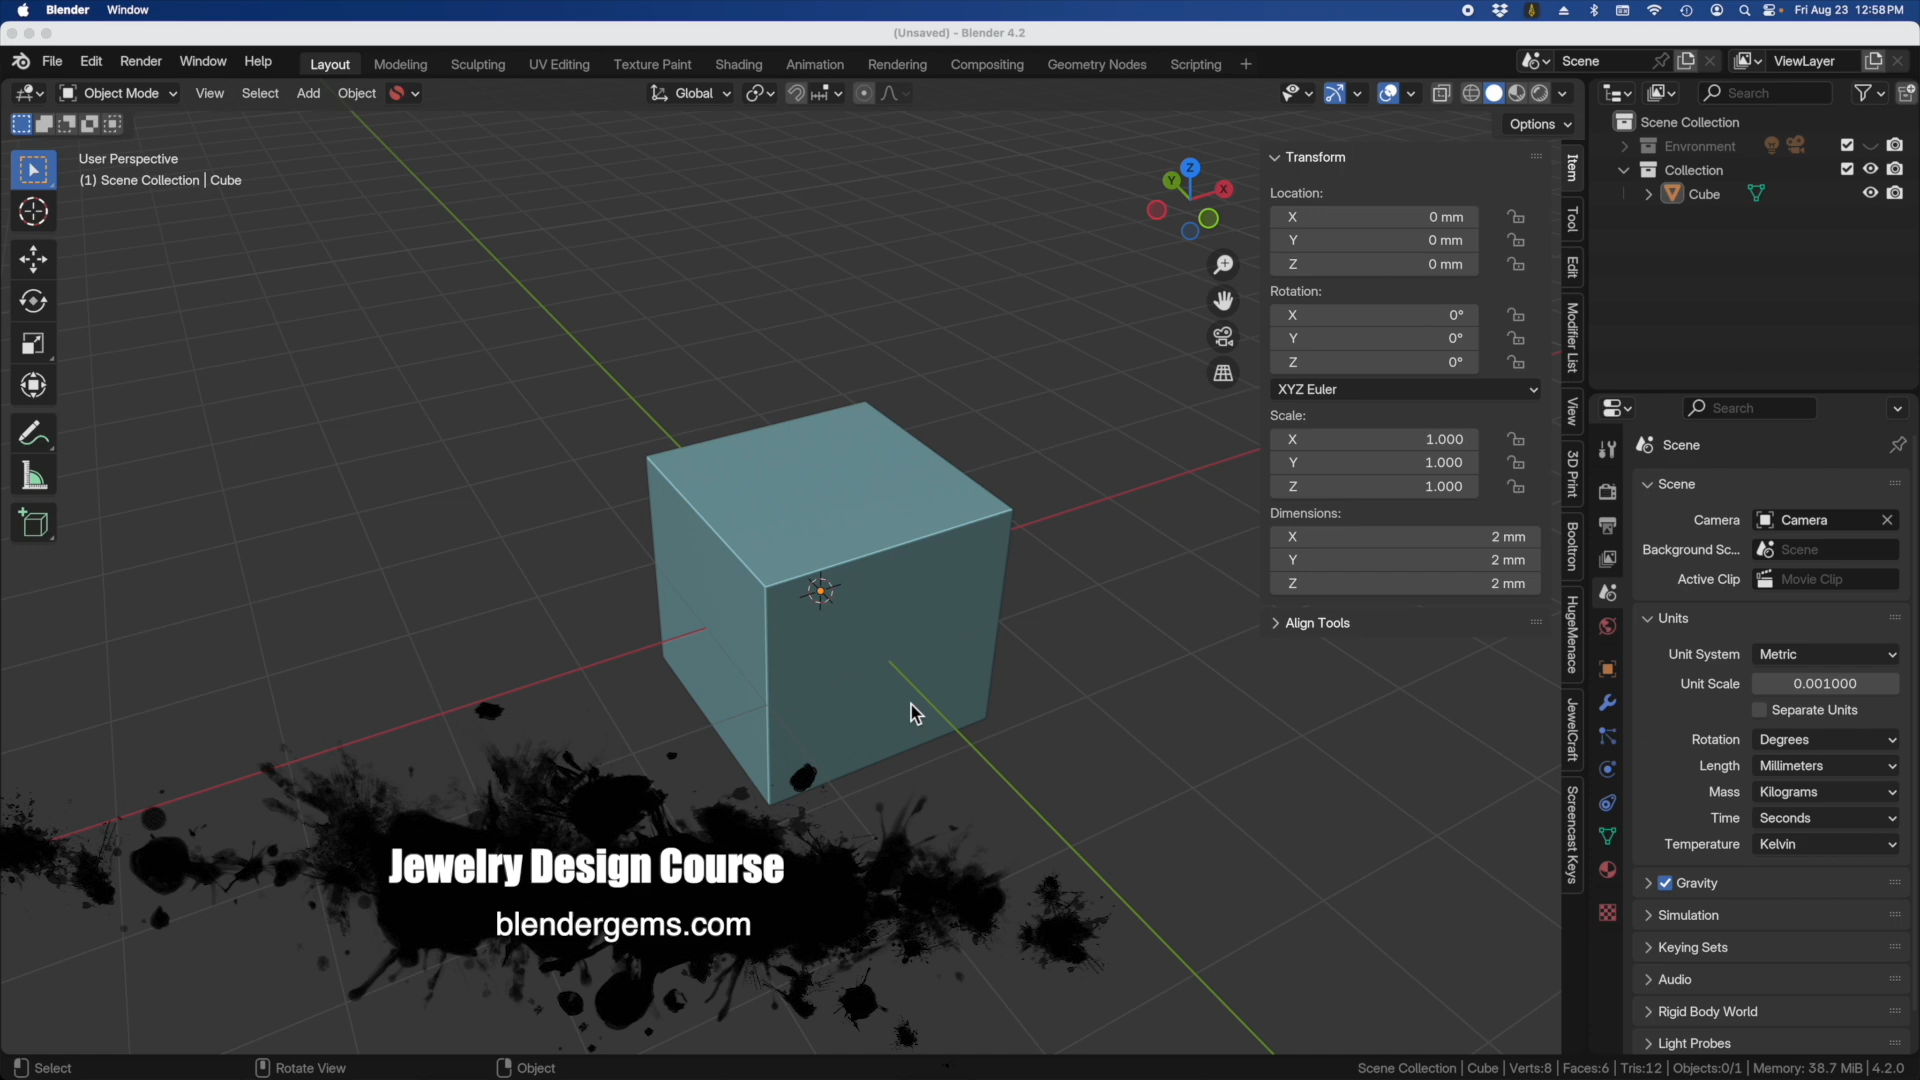 Blender Window
Fri Aug 23 12:58 PM
(Unsaved) - Blender 4.2
File Edit Render Window Help
Layout Modeling Sculpting UV Editing Texture Paint Shading Animation Rendering Compositing Geometry Nodes Scripting +
Scene
ViewLayer
Object Mode View Select Add Object
Global
Search
Options
User Perspective
(1) Scene Collection | Cube
Z
Y
X
Transform
Location:
X 0 mm
Y 0 mm
Z 0 mm
Rotation:
X 0°
Y 0°
Z 0°
XYZ Euler
Scale:
X 1.000
Y 1.000
Z 1.000
Dimensions:
X 2 mm
Y 2 mm
Z 2 mm
Align Tools
Item
Tool
Edit
Modifier List
View
3D Print
Booltron
HugeMenace
JewelCraft
Screencast Keys
Scene Collection
Environment
Collection
Cube
Search
Scene
Scene
Camera Camera
Background Sc... Scene
Active Clip Movie Clip
Units
Unit System Metric
Unit Scale 0.001000
Separate Units
Rotation Degrees
Length Millimeters
Mass Kilograms
Time Seconds
Temperature Kelvin
Gravity
Simulation
Keying Sets
Audio
Rigid Body World
Light Probes
Jewelry Design Course
blendergems.com
Select Rotate View Object
Scene Collection | Cube | Verts:8 | Faces:6 | Tris:12 | Objects:0/1 | Memory: 38.7 MiB | 4.2.0